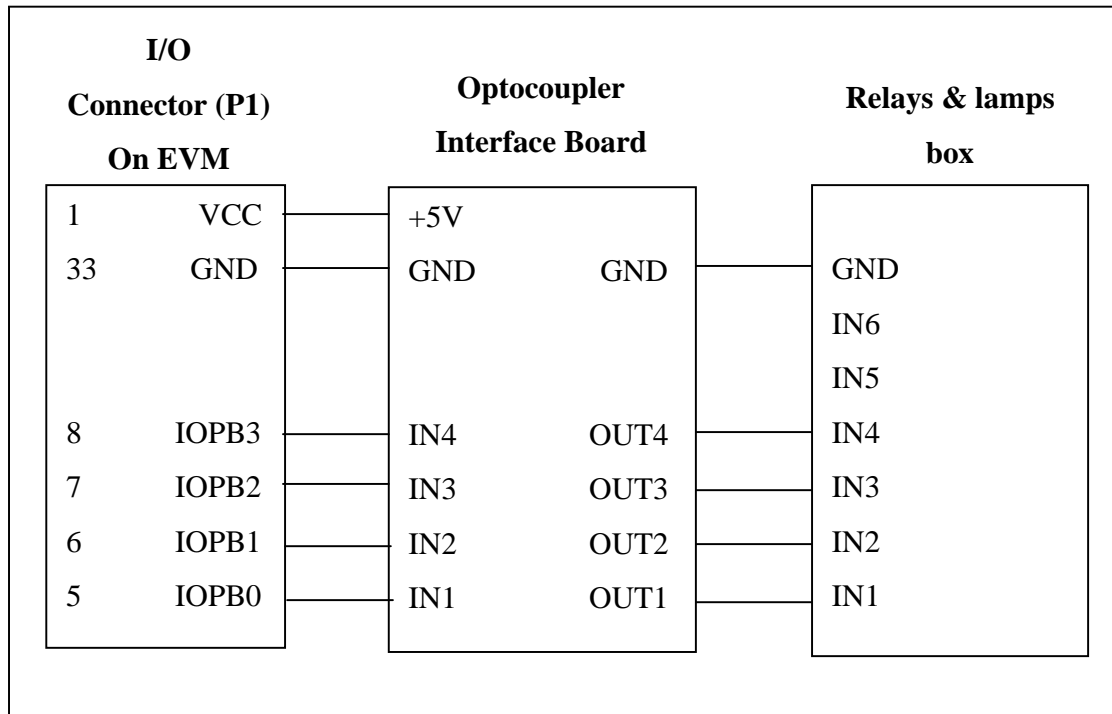 I/O
Connector (P1)
On EVM
Optocoupler
Interface Board
Relays & lamps
box
1 VCC
33 GND
8 IOPB3
7 IOPB2
6 IOPB1
5 IOPB0
+5V
GND GND
IN4 OUT4
IN3 OUT3
IN2 OUT2
IN1 OUT1
GND
IN6
IN5
IN4
IN3
IN2
IN1